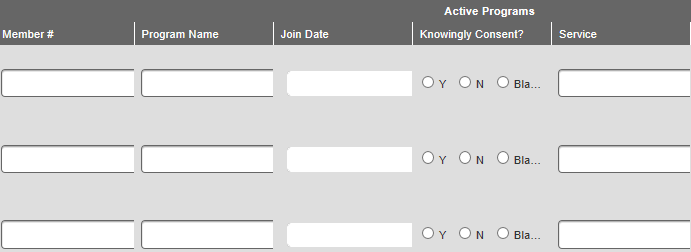 Active Programs
Member # Program Name Join Date Knowingly Consent? Service
Y N Bla...
Y N Bla...
Y N Bla...